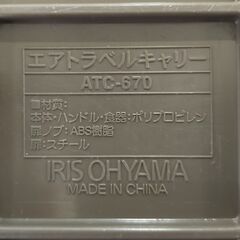 エアトラベルキャリー
ATC-670
■材質:
本体・ハンドル・食器:ポリプロピレン
扉ノブ:ABS樹脂
扉:スチール
IRIS OHYAMA
MADE IN CHINA